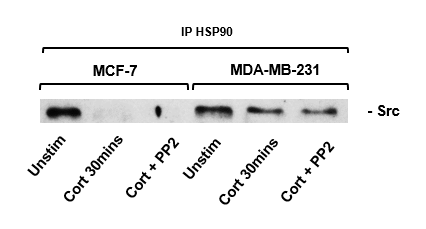 IP HSP90
MCF-7
MDA-MB-231
- Src
Unstim
Cort 30mins
Cort + PP2
Unstim
Cort 30mins
Cort + PP2